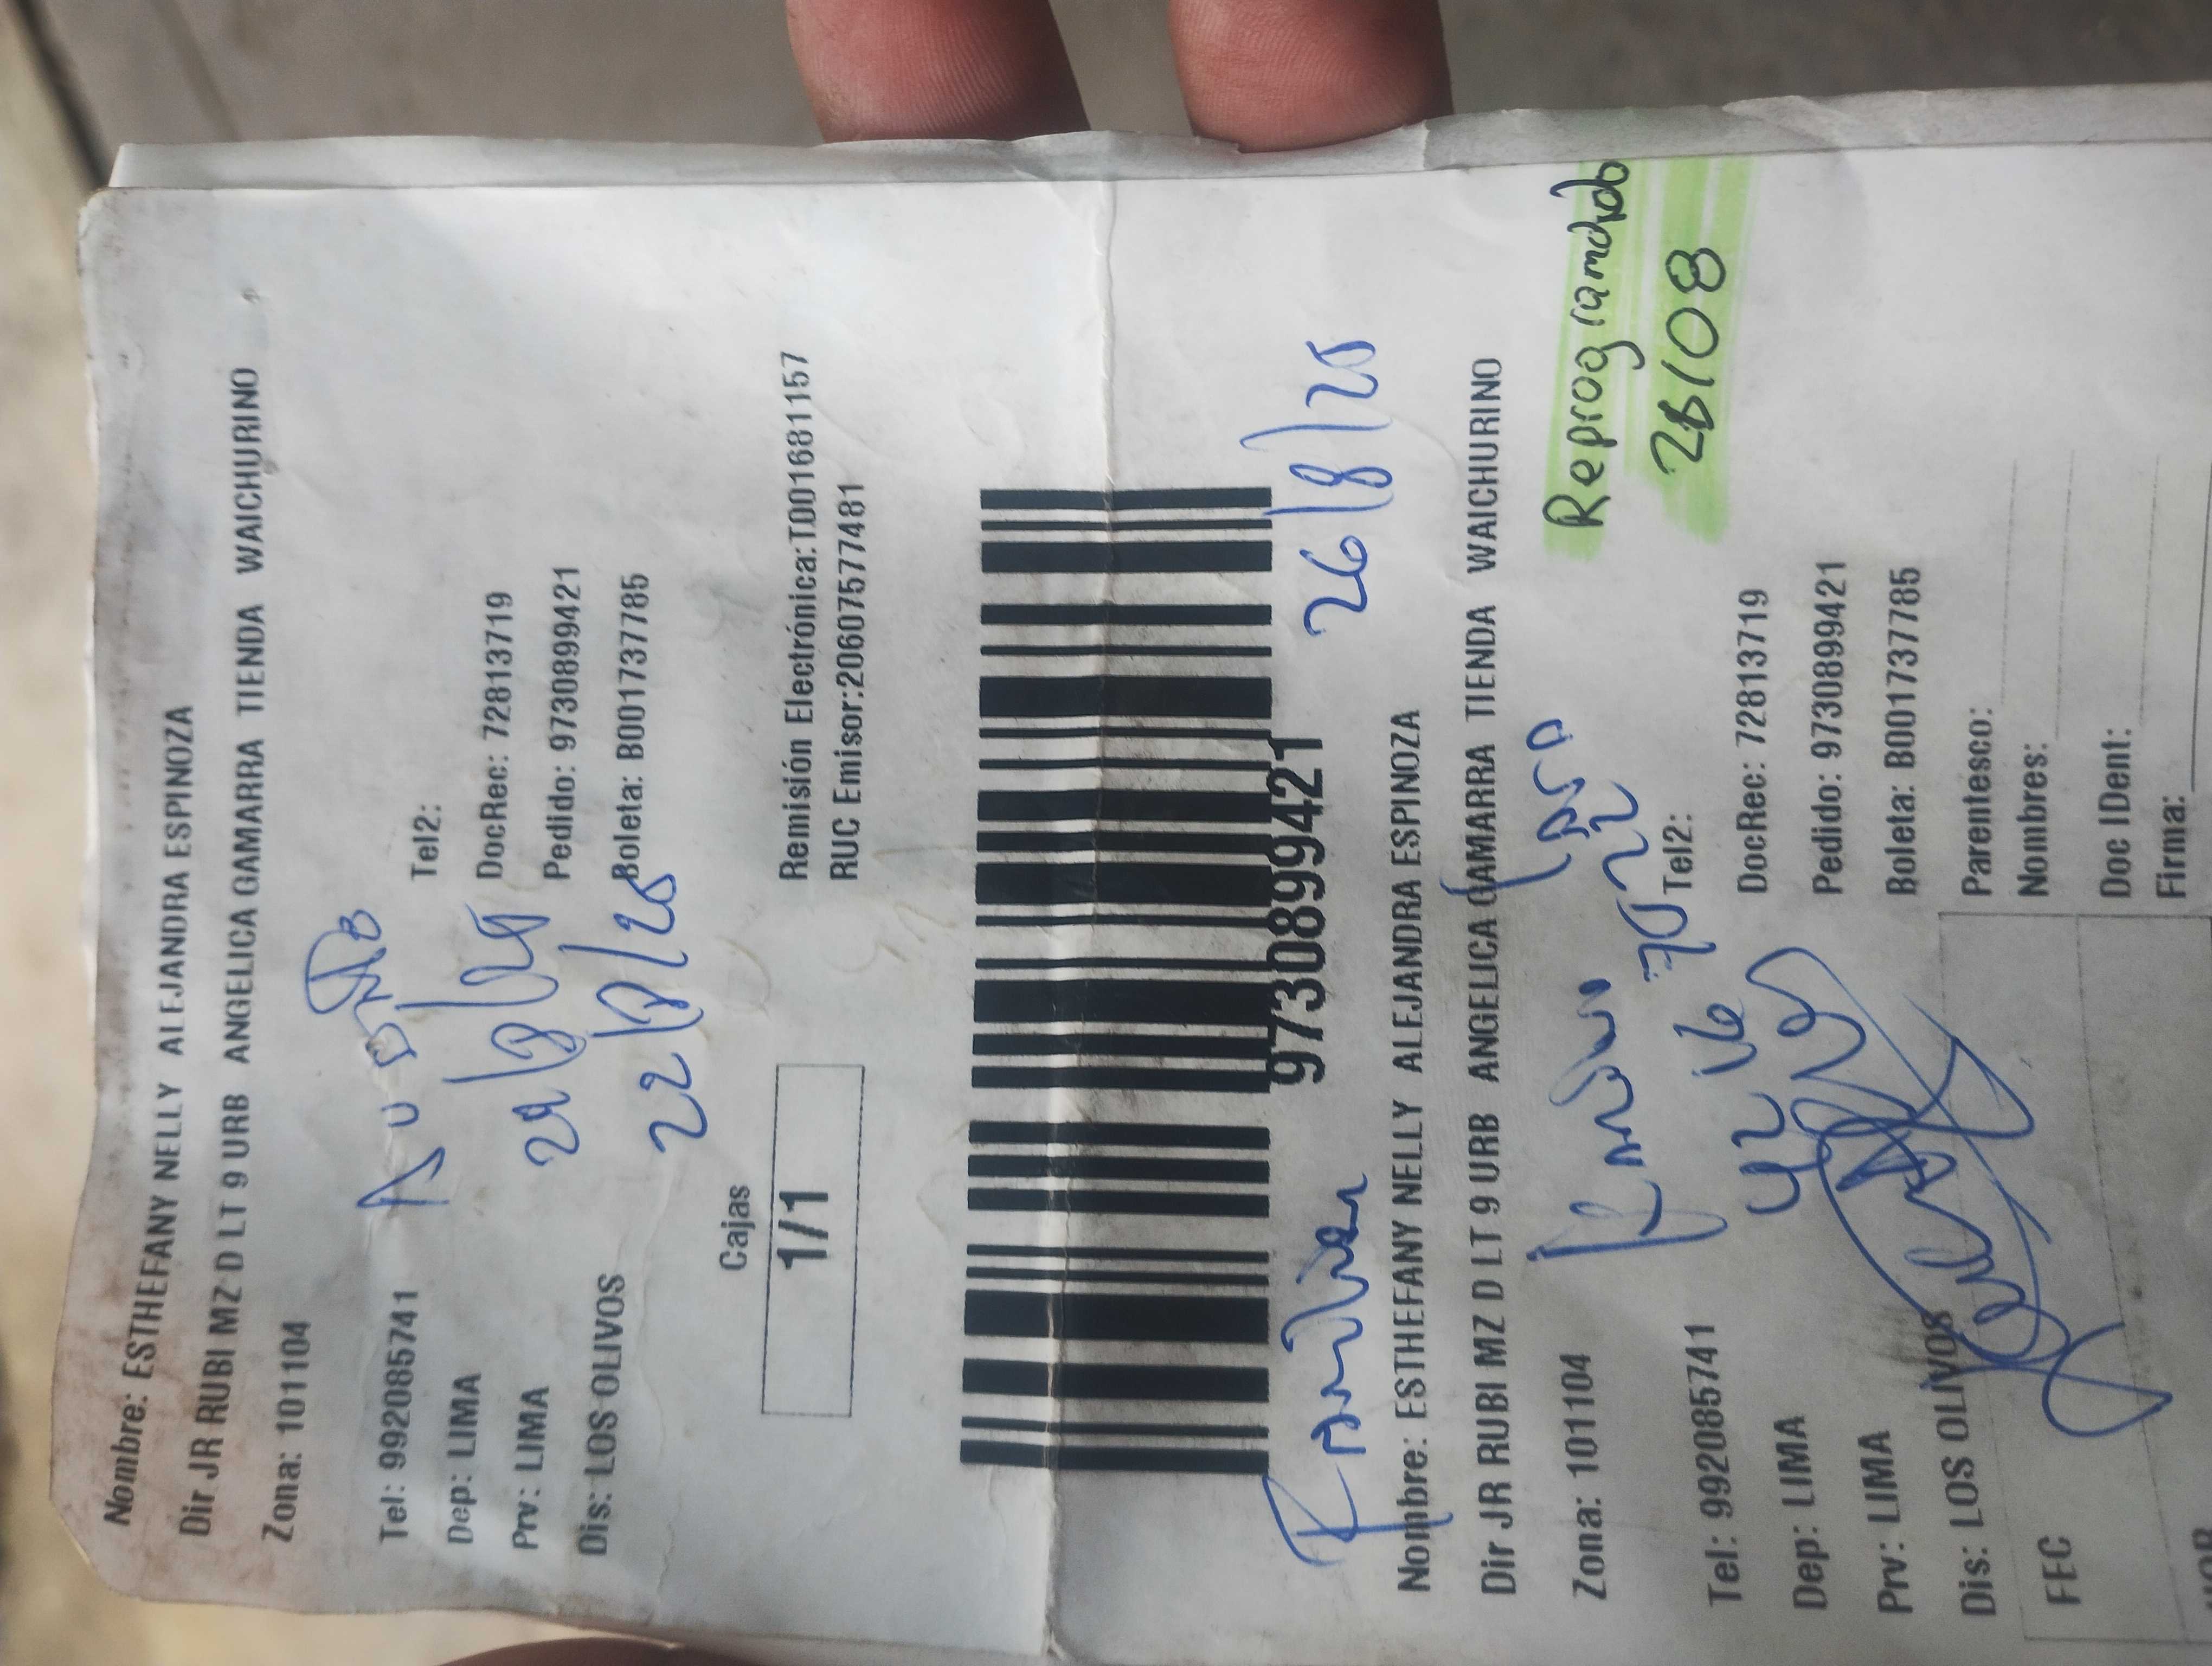 Nombre: ESTHEFANY NELLY ALEJANDRA ESPINOZA
Dir JR RUBI MZ D LT 9 URB ANGELICA GAMARRA TIENDA WAICHURINO
Zona: 101104
Tel: 992085741 Tel2:
Dep: LIMA DocRec: 72813719
Prv: LIMA Pedido: 9730899421
Dis: LOS OLIVOS Boleta: B001737785
22/
Cajas
1/1
Remisión Electrónica:T001681157
RUC Emisor:20607577481
9730899421
Familiar 26/8/25
Nombre: ESTHEFANY NELLY ALEJANDRA ESPINOZA
Dir JR RUBI MZ D LT 9 URB ANGELICA GAMARRA TIENDA WAICHURINO
Reprogramado
26/08
Zona: 101104
Tel: 992085741 Tel2:
Dep: LIMA DocRec: 72813719
Prv: LIMA Pedido: 9730899421
Dis: LOS OLIVOS Boleta: B001737785
Parentesco:
FEC Nombres:
Doc IDent:
Firma: